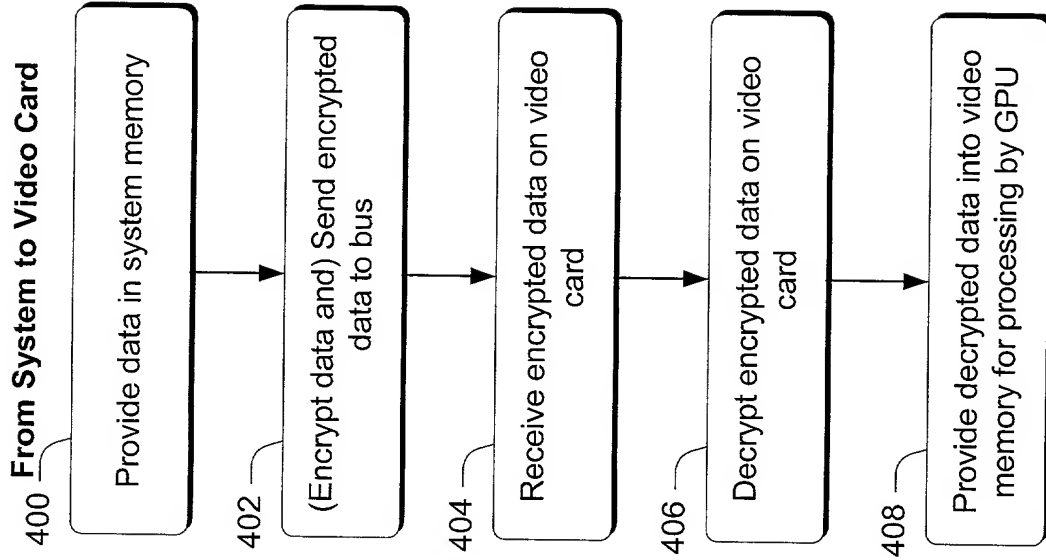 From System to Video Card
400
Provide data in system memory
402
(Encrypt data and) Send encrypted
data to bus
404
Receive encrypted data on video
card
406
Decrypt encrypted data on video
card
408
Provide decrypted data into video
memory for processing by GPU